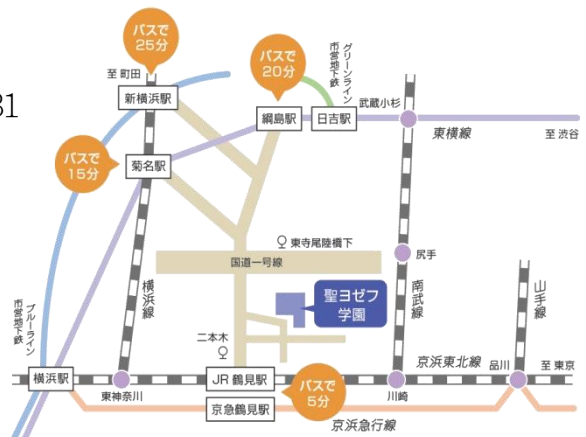 バスで
25分
至 町田
新横浜駅
バスで
20分
グリーンライン
市営地下鉄
31
綱島駅
日吉駅
武蔵小杉
東横線
至 渋谷
バスで
15分
菊名駅
東寺尾陸橋下
国道一号線
尻手
横浜線
聖ヨゼフ
学園
南武線
山手線
ブルーライン
市営地下鉄
二本木
京浜東北線
品川
至 東京
横浜駅
東神奈川
JR 鶴見駅
バスで
5分
川崎
京急鶴見駅
京浜急行線